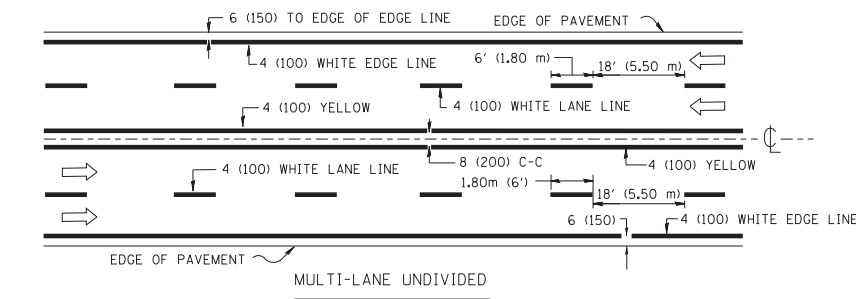 6 (150) TO EDGE OF EDGE LINE
EDGE OF PAVEMENT
4 (100) WHITE EDGE LINE
6' (1.80 m)
18' (5.50 m)
4 (100) YELLOW
4 (100) WHITE LANE LINE
℄
4 (100) WHITE LANE LINE
8 (200) C-C
4 (100) YELLOW
1.80m (6')
18' (5.50 m)
6 (150)
4 (100) WHITE EDGE LINE
EDGE OF PAVEMENT
MULTI-LANE UNDIVIDED